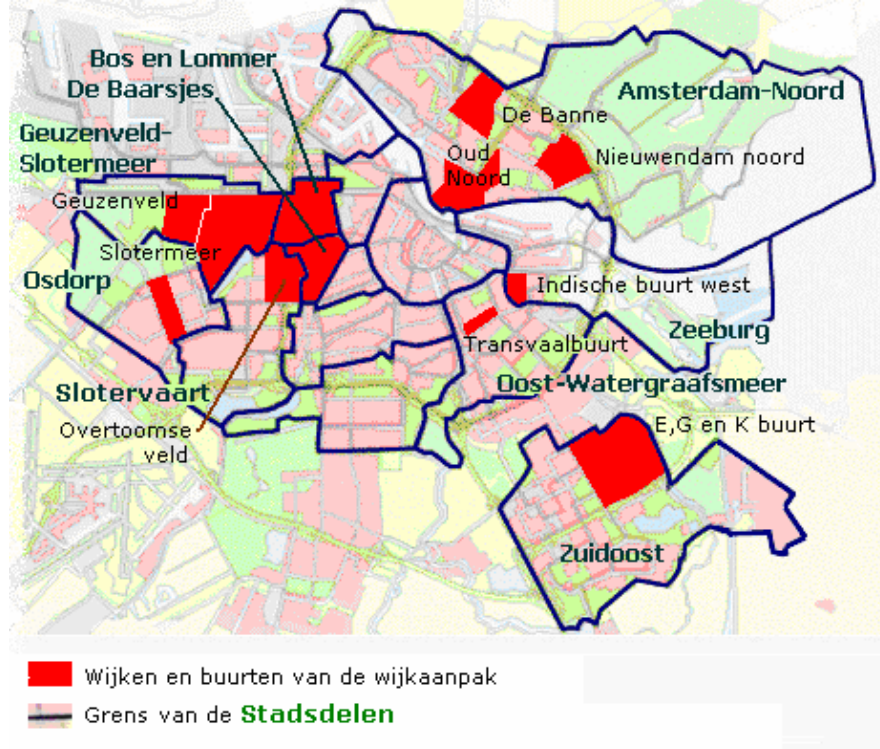 Bos en Lommer
De Baarsjes
Geuzenveld-
Slotermeer
Amsterdam-Noord
De Banne
Oud
Noord
Nieuwendam noord
Geuzenveld
Slotermeer
Osdorp
Indische buurt west
Zeeburg
Transvaalbuurt
Oost-Watergraafsmeer
Slotervaart
Overtoomse
veld
E,G en K buurt
Zuidoost
Wijken en buurten van de wijkaanpak
Grens van de Stadsdelen